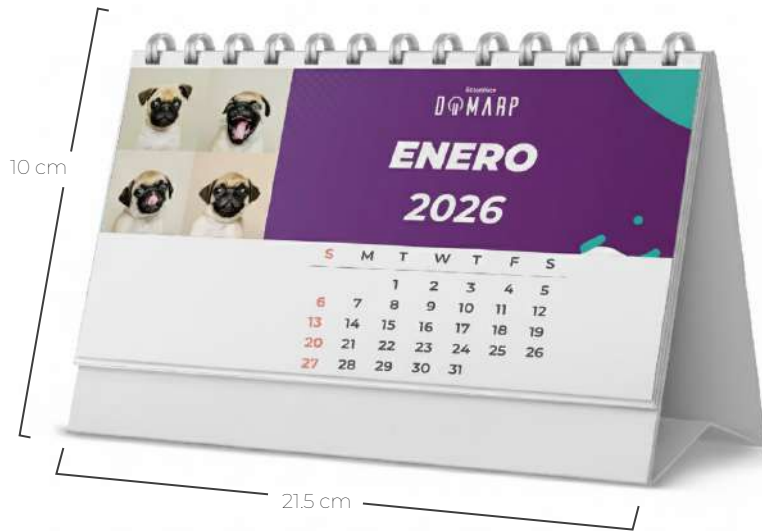 DOMARP
ENERO
2026
S M T W T F S
1 2 3 4 5
6 7 8 9 10 11 12
13 14 15 16 17 18 19
20 21 22 23 24 25 26
27 28 29 30 31
10 cm
21.5 cm